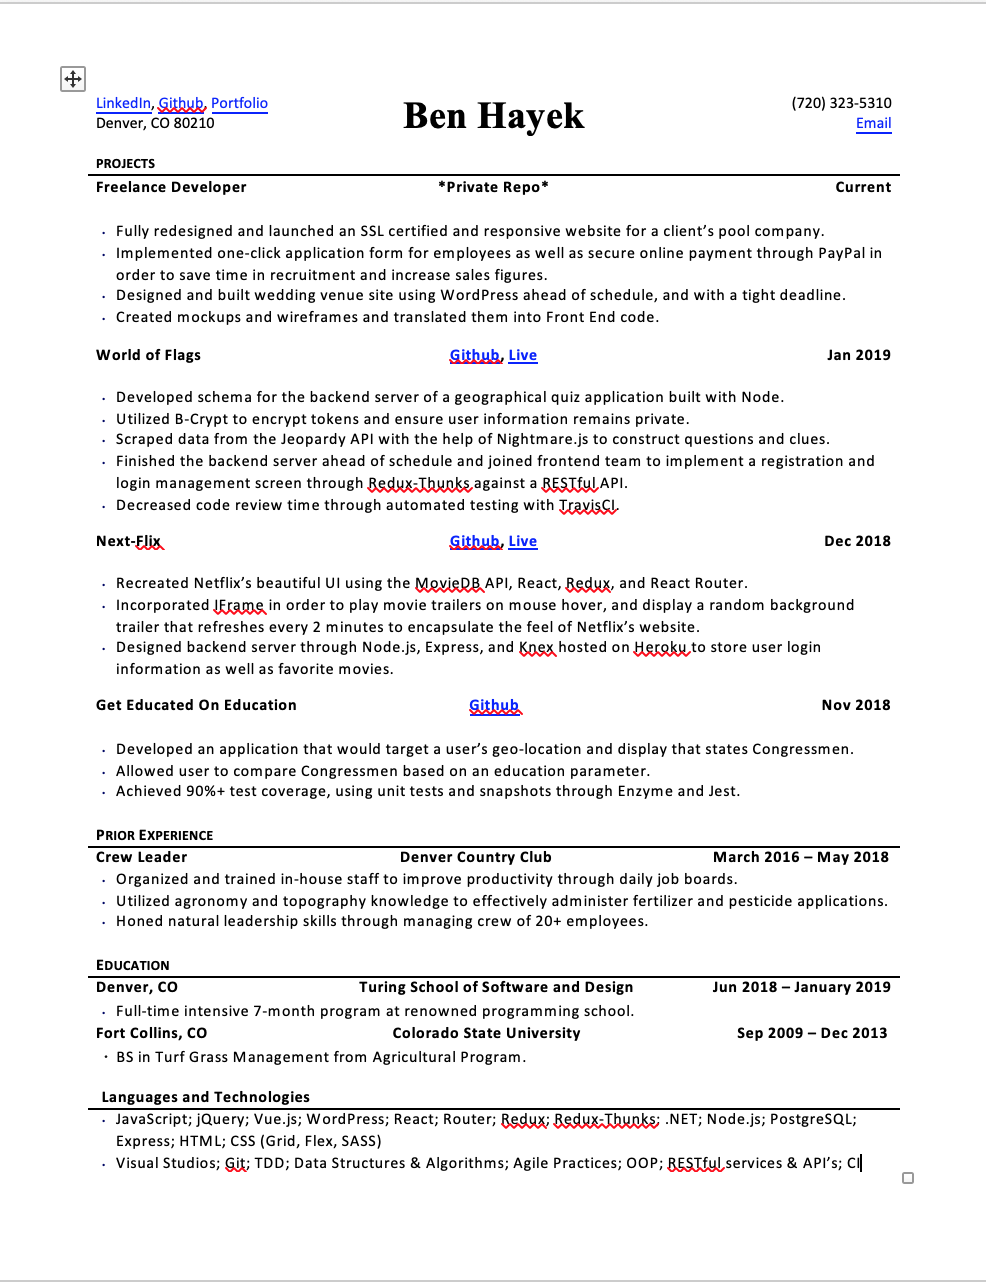 LinkedIn, Github, Portfolio
Denver, CO 80210
Ben Hayek
(720) 323-5310
Email
PROJECTS
Freelance Developer *Private Repo* Current
• Fully redesigned and launched an SSL certified and responsive website for a client's pool company.
• Implemented one-click application form for employees as well as secure online payment through PayPal in
order to save time in recruitment and increase sales figures.
• Designed and built wedding venue site using WordPress ahead of schedule, and with a tight deadline.
• Created mockups and wireframes and translated them into Front End code.
World of Flags Github, Live Jan 2019
• Developed schema for the backend server of a geographical quiz application built with Node.
• Utilized B-Crypt to encrypt tokens and ensure user information remains private.
• Scraped data from the Jeopardy API with the help of Nightmare.js to construct questions and clues.
• Finished the backend server ahead of schedule and joined frontend team to implement a registration and
login management screen through Redux-Thunks against a RESTful API.
• Decreased code review time through automated testing with TravisCI.
Next-Flix Github, Live Dec 2018
• Recreated Netflix's beautiful UI using the MovieDB API, React, Redux, and React Router.
• Incorporated IFrame in order to play movie trailers on mouse hover, and display a random background
trailer that refreshes every 2 minutes to encapsulate the feel of Netflix's website.
• Designed backend server through Node.js, Express, and Knex hosted on Heroku to store user login
information as well as favorite movies.
Get Educated On Education Github Nov 2018
• Developed an application that would target a user's geo-location and display that states Congressmen.
• Allowed user to compare Congressmen based on an education parameter.
• Achieved 90%+ test coverage, using unit tests and snapshots through Enzyme and Jest.
PRIOR EXPERIENCE
Crew Leader Denver Country Club March 2016 – May 2018
• Organized and trained in-house staff to improve productivity through daily job boards.
• Utilized agronomy and topography knowledge to effectively administer fertilizer and pesticide applications.
• Honed natural leadership skills through managing crew of 20+ employees.
EDUCATION
Denver, CO Turing School of Software and Design Jun 2018 – January 2019
• Full-time intensive 7-month program at renowned programming school.
Fort Collins, CO Colorado State University Sep 2009 – Dec 2013
• BS in Turf Grass Management from Agricultural Program.
Languages and Technologies
• JavaScript; jQuery; Vue.js; WordPress; React; Router; Redux; Redux-Thunks; .NET; Node.js; PostgreSQL;
Express; HTML; CSS (Grid, Flex, SASS)
• Visual Studios; Git; TDD; Data Structures & Algorithms; Agile Practices; OOP; RESTful services & API's; CI